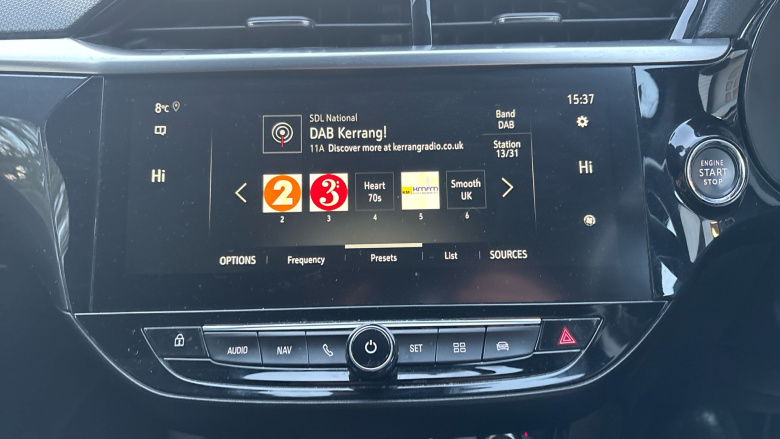 8°C
15:37
SDL National
DAB Kerrang!
11A Discover more at kerrangradio.co.uk
Band
DAB
Station
13/31
Hi
Hi
2
3
Heart
70s
kmfm
Smooth
UK
2
3
4
5
6
OPTIONS
Frequency
Presets
List
SOURCES
ENGINE
START
STOP
AUDIO
NAV
SET